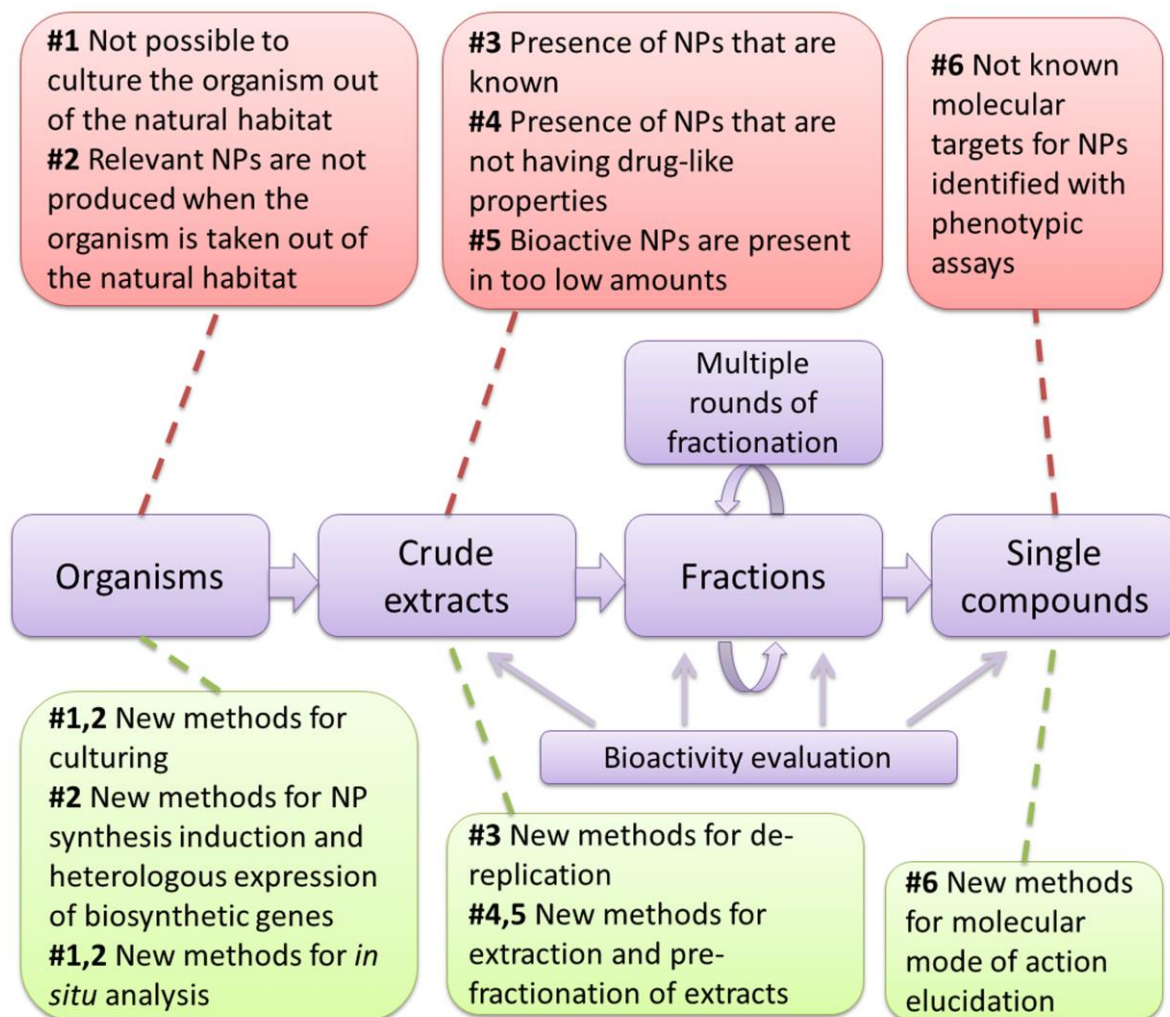 #1 Not possible to
culture the organism out
of the natural habitat
#2 Relevant NPs are not
produced when the
organism is taken out of
the natural habitat
#3 Presence of NPs that are
known
#4 Presence of NPs that are
not having drug-like
properties
#5 Bioactive NPs are present
in too low amounts
#6 Not known
molecular
targets for NPs
identified with
phenotypic
assays
Multiple
rounds of
fractionation
Organisms
Crude
extracts
Fractions
Single
compounds
Bioactivity evaluation
#1,2 New methods for
culturing
#2 New methods for NP
synthesis induction and
heterologous expression
of biosynthetic genes
#1,2 New methods for in
situ analysis
#3 New methods for de-
replication
#4,5 New methods for
extraction and pre-
fractionation of extracts
#6 New methods
for molecular
mode of action
elucidation